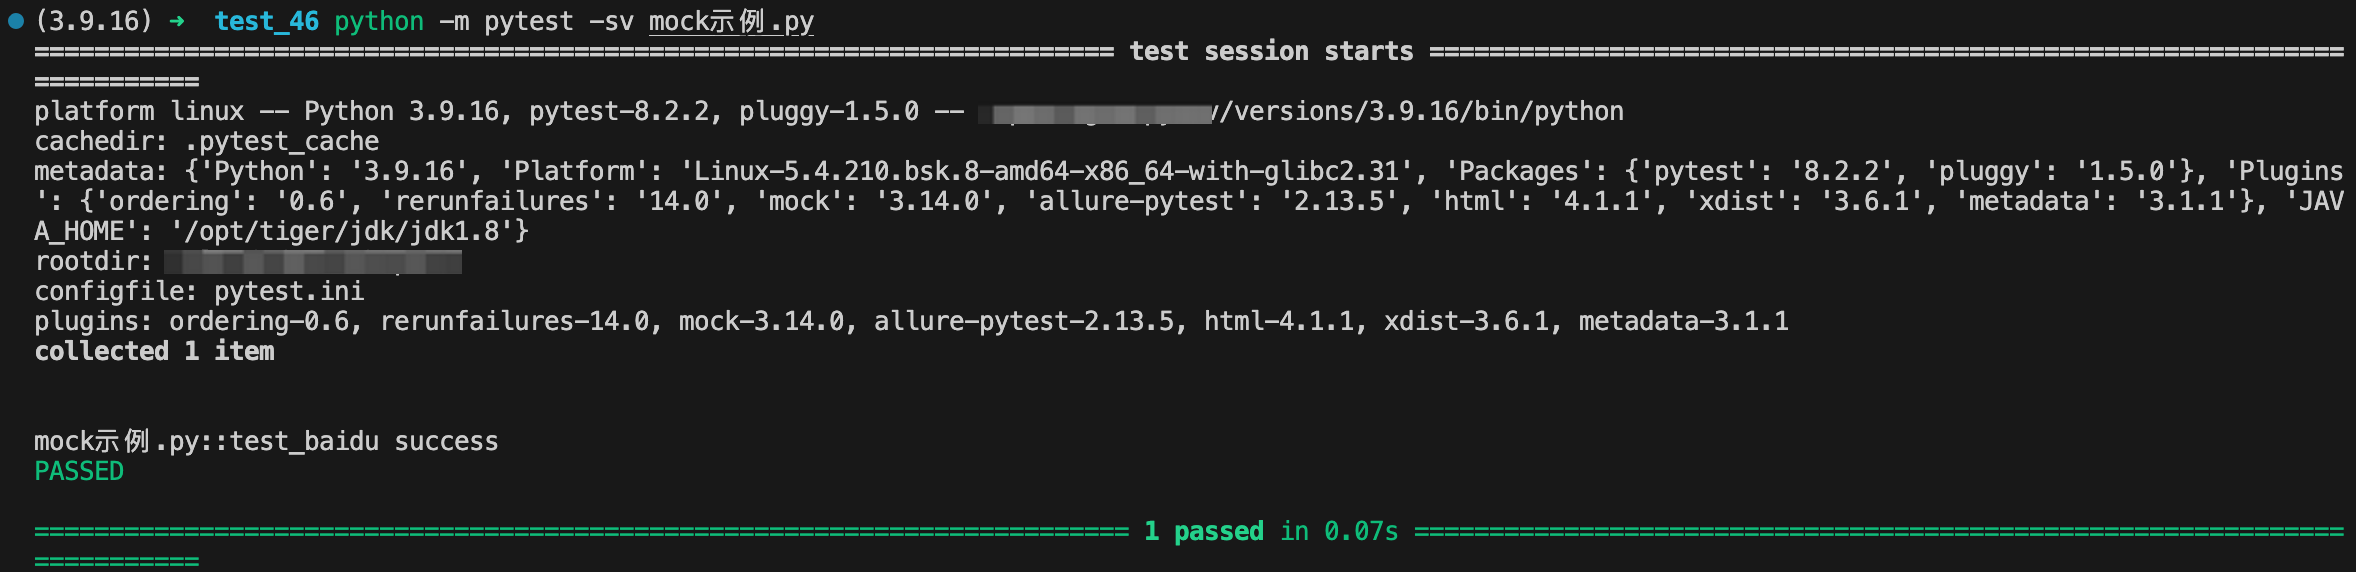 (3.9.16) ➜ test_46 python -m pytest -sv mock示例.py
========================================================================= test session starts ==============================================================
===========
platform linux -- Python 3.9.16, pytest-8.2.2, pluggy-1.5.0 -- v/versions/3.9.16/bin/python
cachedir: .pytest_cache
metadata: {'Python': '3.9.16', 'Platform': 'Linux-5.4.210.bsk.8-amd64-x86_64-with-glibc2.31', 'Packages': {'pytest': '8.2.2', 'pluggy': '1.5.0'}, 'Plugins
': {'ordering': '0.6', 'rerunfailures': '14.0', 'mock': '3.14.0', 'allure-pytest': '2.13.5', 'html': '4.1.1', 'xdist': '3.6.1', 'metadata': '3.1.1'}, 'JAV
A_HOME': '/opt/tiger/jdk/jdk1.8'}
rootdir:
configfile: pytest.ini
plugins: ordering-0.6, rerunfailures-14.0, mock-3.14.0, allure-pytest-2.13.5, html-4.1.1, xdist-3.6.1, metadata-3.1.1
collected 1 item
mock示例.py::test_baidu success
PASSED
========================================================================= 1 passed in 0.07s ==============================================================
===========